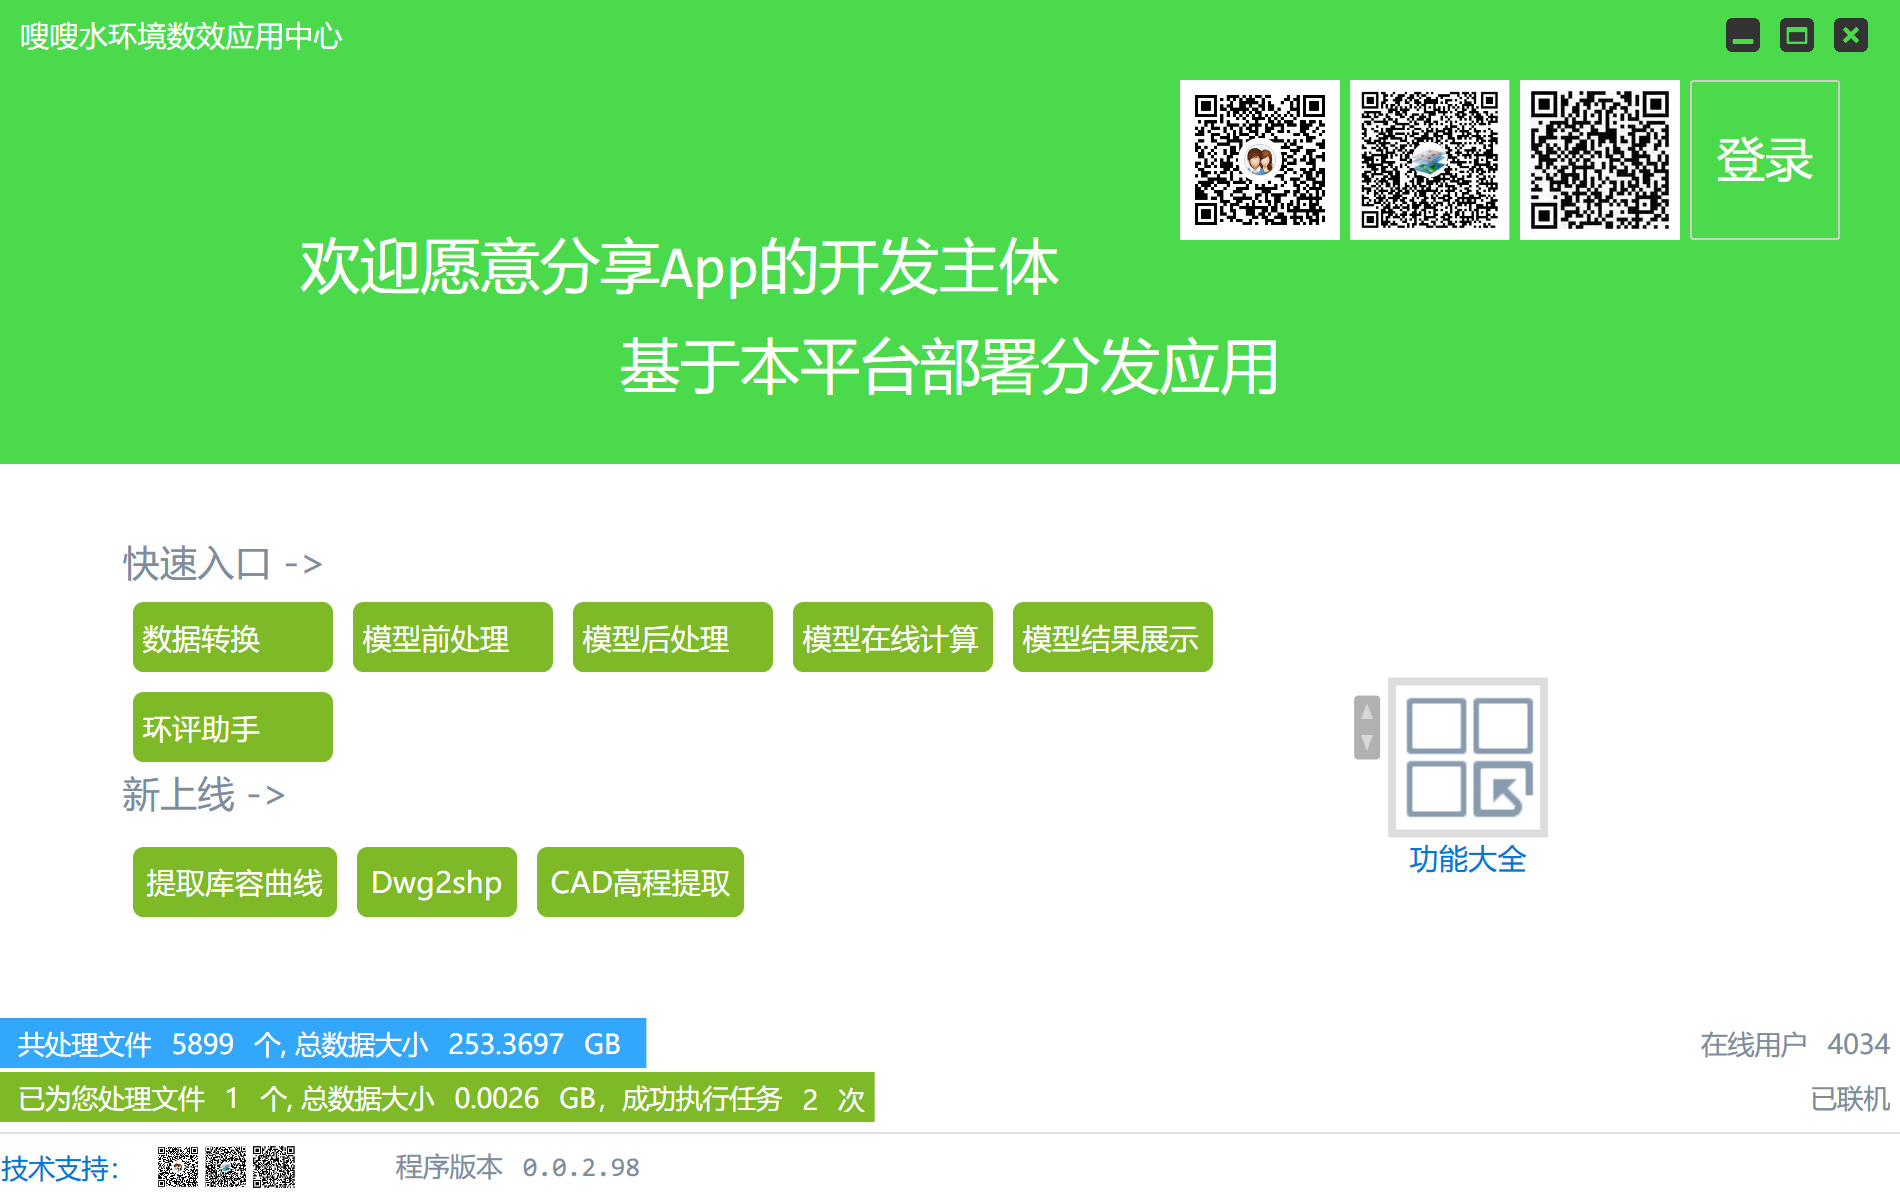 嗖嗖水环境数效应用中心
登录
欢迎愿意分享App的开发主体
基于本平台部署分发应用
快速入口 ->
数据转换
模型前处理
模型后处理
模型在线计算
模型结果展示
环评助手
新上线 ->
提取库容曲线
Dwg2shp
CAD高程提取
功能大全
共处理文件 5899 个, 总数据大小 253.3697 GB
在线用户 4034
已为您处理文件 1 个, 总数据大小 0.0026 GB，成功执行任务 2 次
已联机
技术支持：
程序版本 0.0.2.98